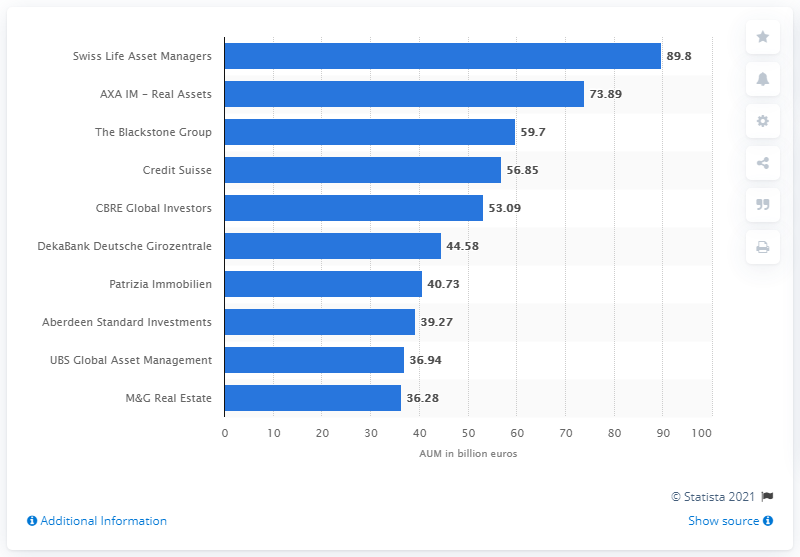 Swiss Life Asset Managers 89.8
AXA IM – Real Assets 73.89
The Blackstone Group 59.7
Credit Suisse 56.85
CBRE Global Investors 53.09
DekaBank Deutsche Girozentrale 44.58
Patrizia Immobilien 40.73
Aberdeen Standard Investments 39.27
UBS Global Asset Management 36.94
M&G Real Estate 36.28
0 10 20 30 40 50 60 70 80 90 100
AUM in billion euros
© Statista 2021
Additional Information Show source